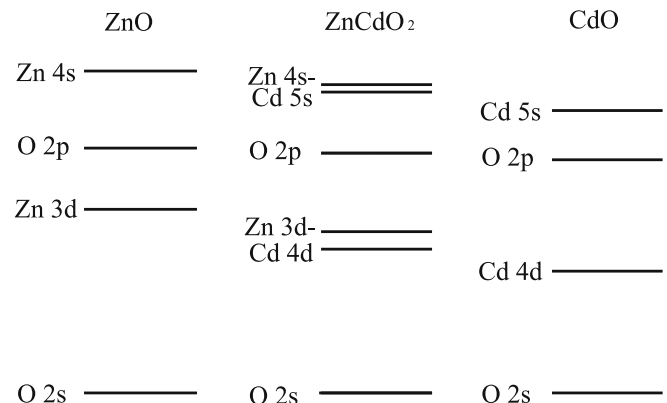 ZnO
Zn 4s
O 2p
Zn 3d
O 2s
ZnCdO₂
Zn 4s-
Cd 5s
O 2p
Zn 3d-
Cd 4d
O 2s
CdO
Cd 5s
O 2p
Cd 4d
O 2s